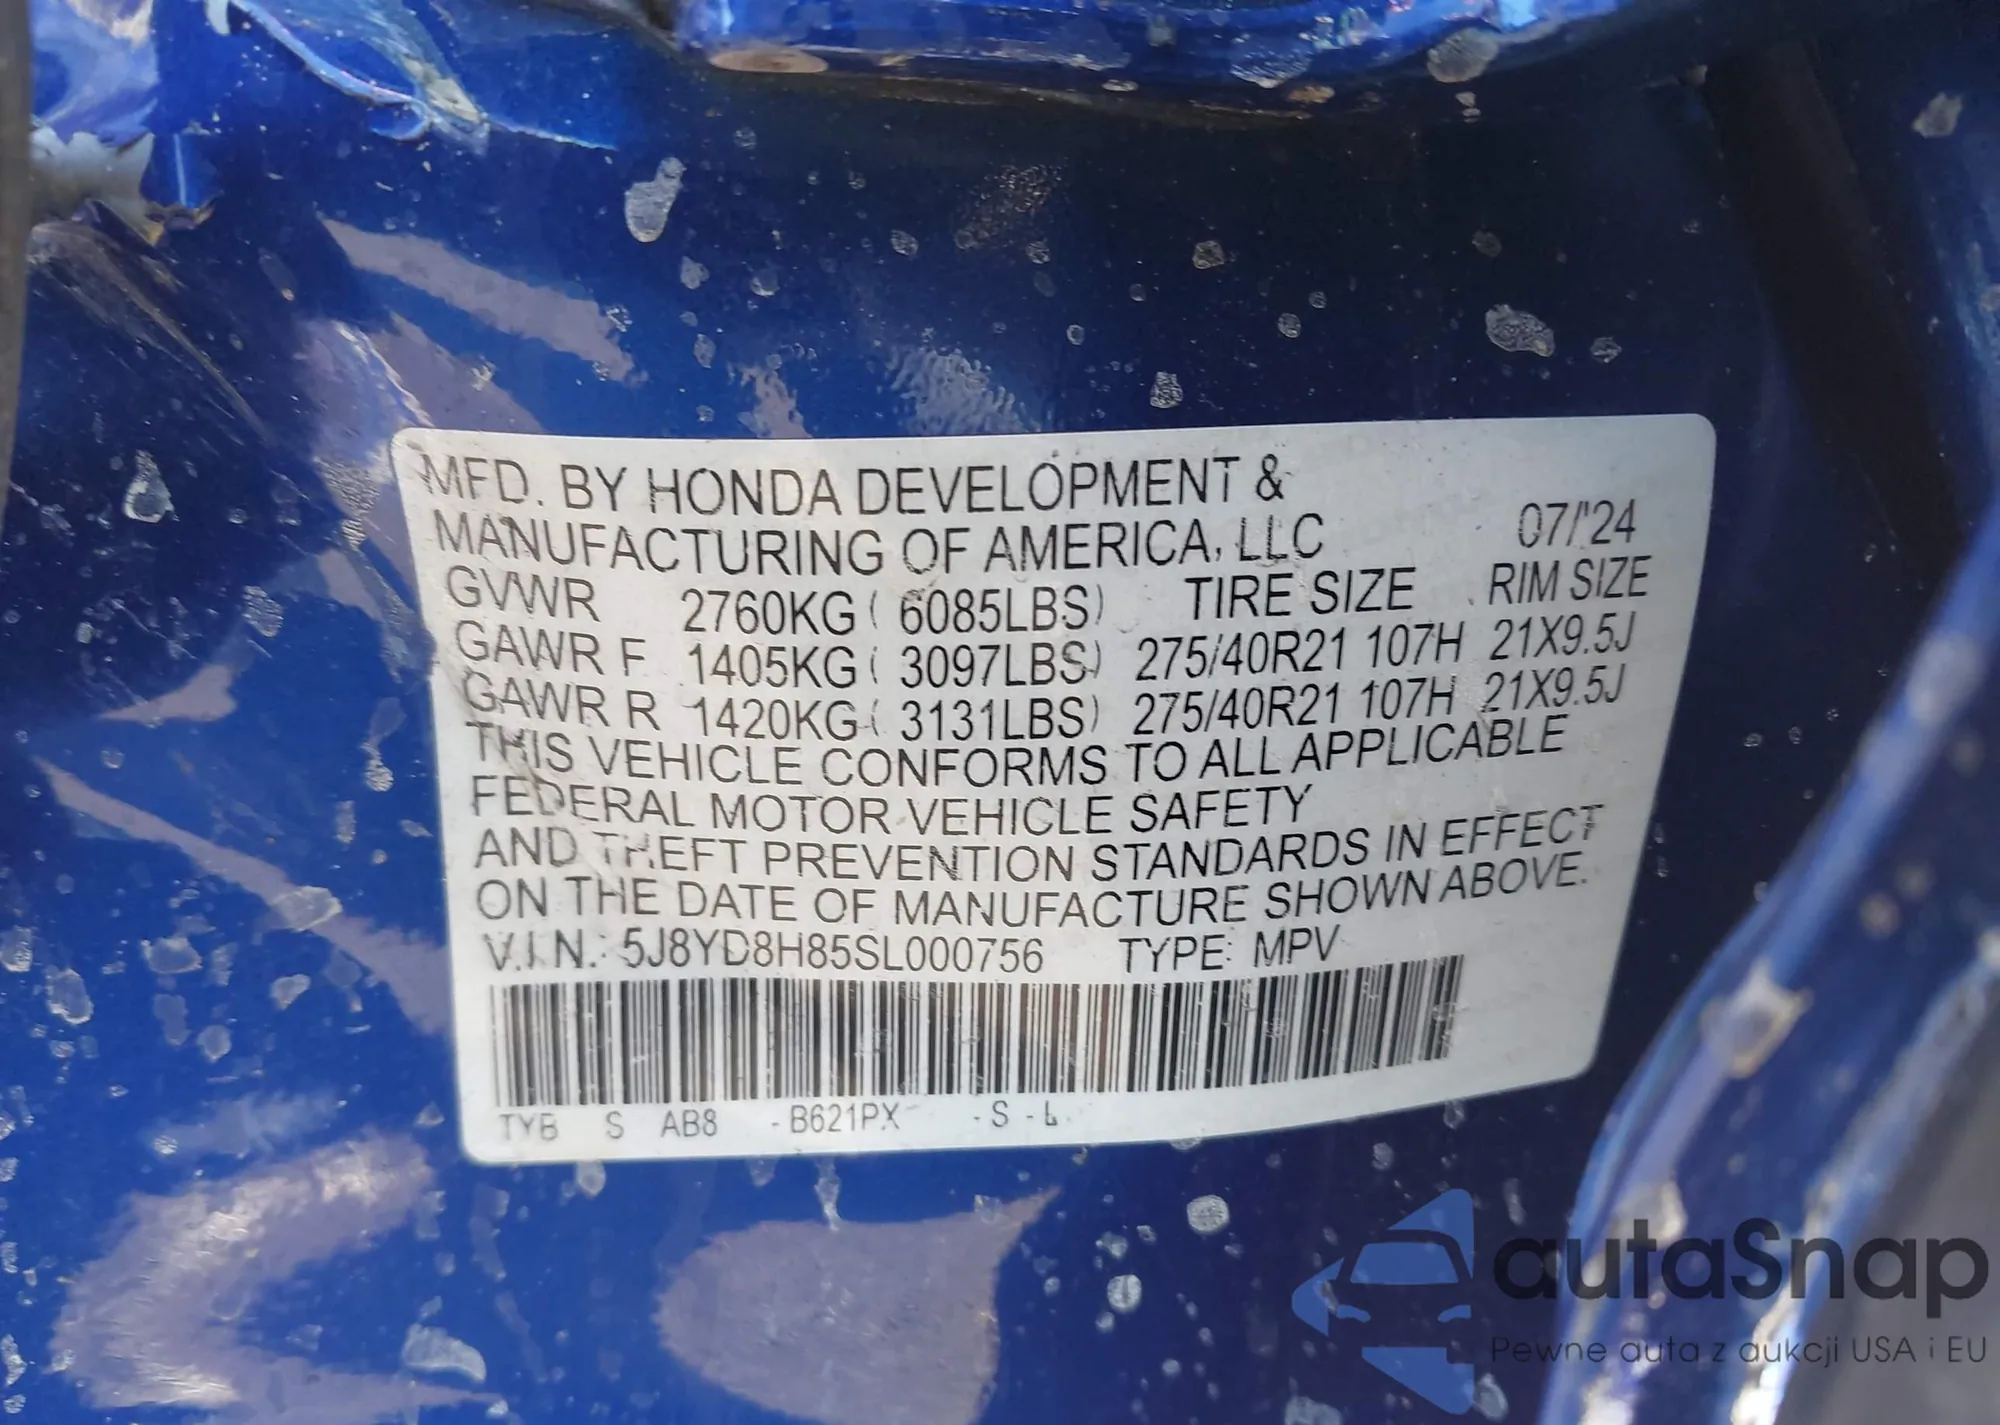 MFD. BY HONDA DEVELOPMENT &
MANUFACTURING OF AMERICA, LLC 07/'24
GVWR 2760KG ( 6085LBS) TIRE SIZE RIM SIZE
GAWR F 1405KG ( 3097LBS) 275/40R21 107H 21X9.5J
GAWR R 1420KG ( 3131LBS) 275/40R21 107H 21X9.5J
THIS VEHICLE CONFORMS TO ALL APPLICABLE
FEDERAL MOTOR VEHICLE SAFETY
AND THEFT PREVENTION STANDARDS IN EFFECT
ON THE DATE OF MANUFACTURE SHOWN ABOVE.
V.I.N.: 5J8YD8H85SL000756 TYPE: MPV
TYB S AB8 - B621PX - S - L
autaSnap
Pewne auta z aukcji USA i EU